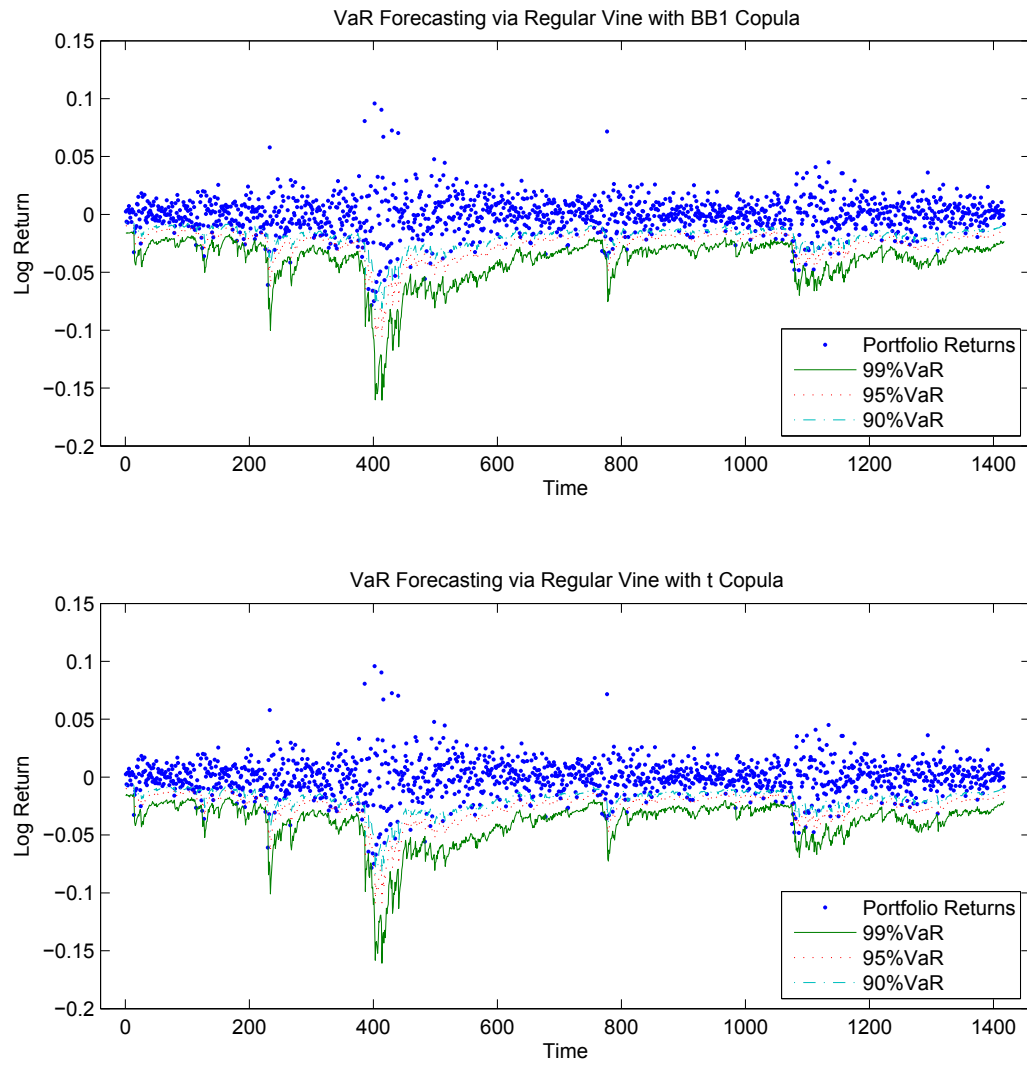 VaR Forecasting via Regular Vine with BB1 Copula
0.15
0.1
0.05
0
−0.05
−0.1
−0.15
−0.2
Log Return
Portfolio Returns
99%VaR
95%VaR
90%VaR
0 200 400 600 800 1000 1200 1400
Time
VaR Forecasting via Regular Vine with t Copula
0.15
0.1
0.05
0
−0.05
−0.1
−0.15
−0.2
Log Return
Portfolio Returns
99%VaR
95%VaR
90%VaR
0 200 400 600 800 1000 1200 1400
Time